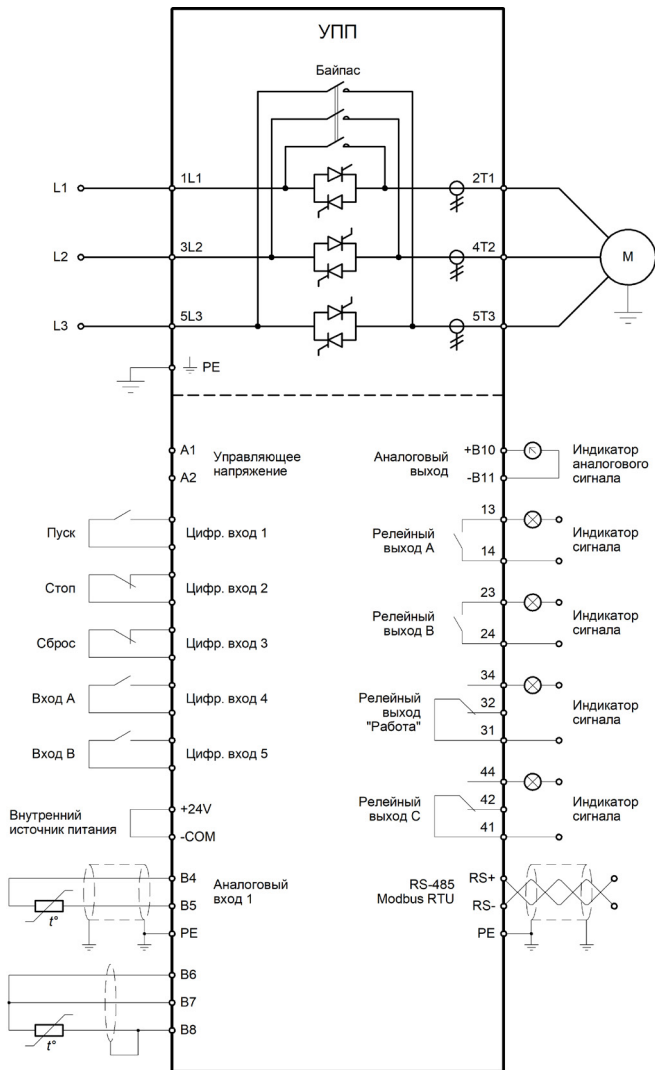 УПП
Байпас
L1
1L1
2T1
L2
3L2
4T2
M
L3
5L3
5T3
PE
A1
A2
Управляющее
напряжение
Аналоговый
выход
+B10
-B11
Индикатор
аналогового
сигнала
Пуск
Цифр. вход 1
Релейный
выход A
13
14
Индикатор
сигнала
Стоп
Цифр. вход 2
Релейный
выход B
23
24
Индикатор
сигнала
Сброс
Цифр. вход 3
Вход A
Цифр. вход 4
Релейный
выход
"Работа"
34
32
31
Индикатор
сигнала
Вход B
Цифр. вход 5
Внутренний
источник питания
+24V
-COM
Релейный
выход C
44
42
41
Индикатор
сигнала
t°
B4
B5
PE
Аналоговый
вход 1
RS-485
Modbus RTU
RS+
RS-
PE
t°
B6
B7
B8